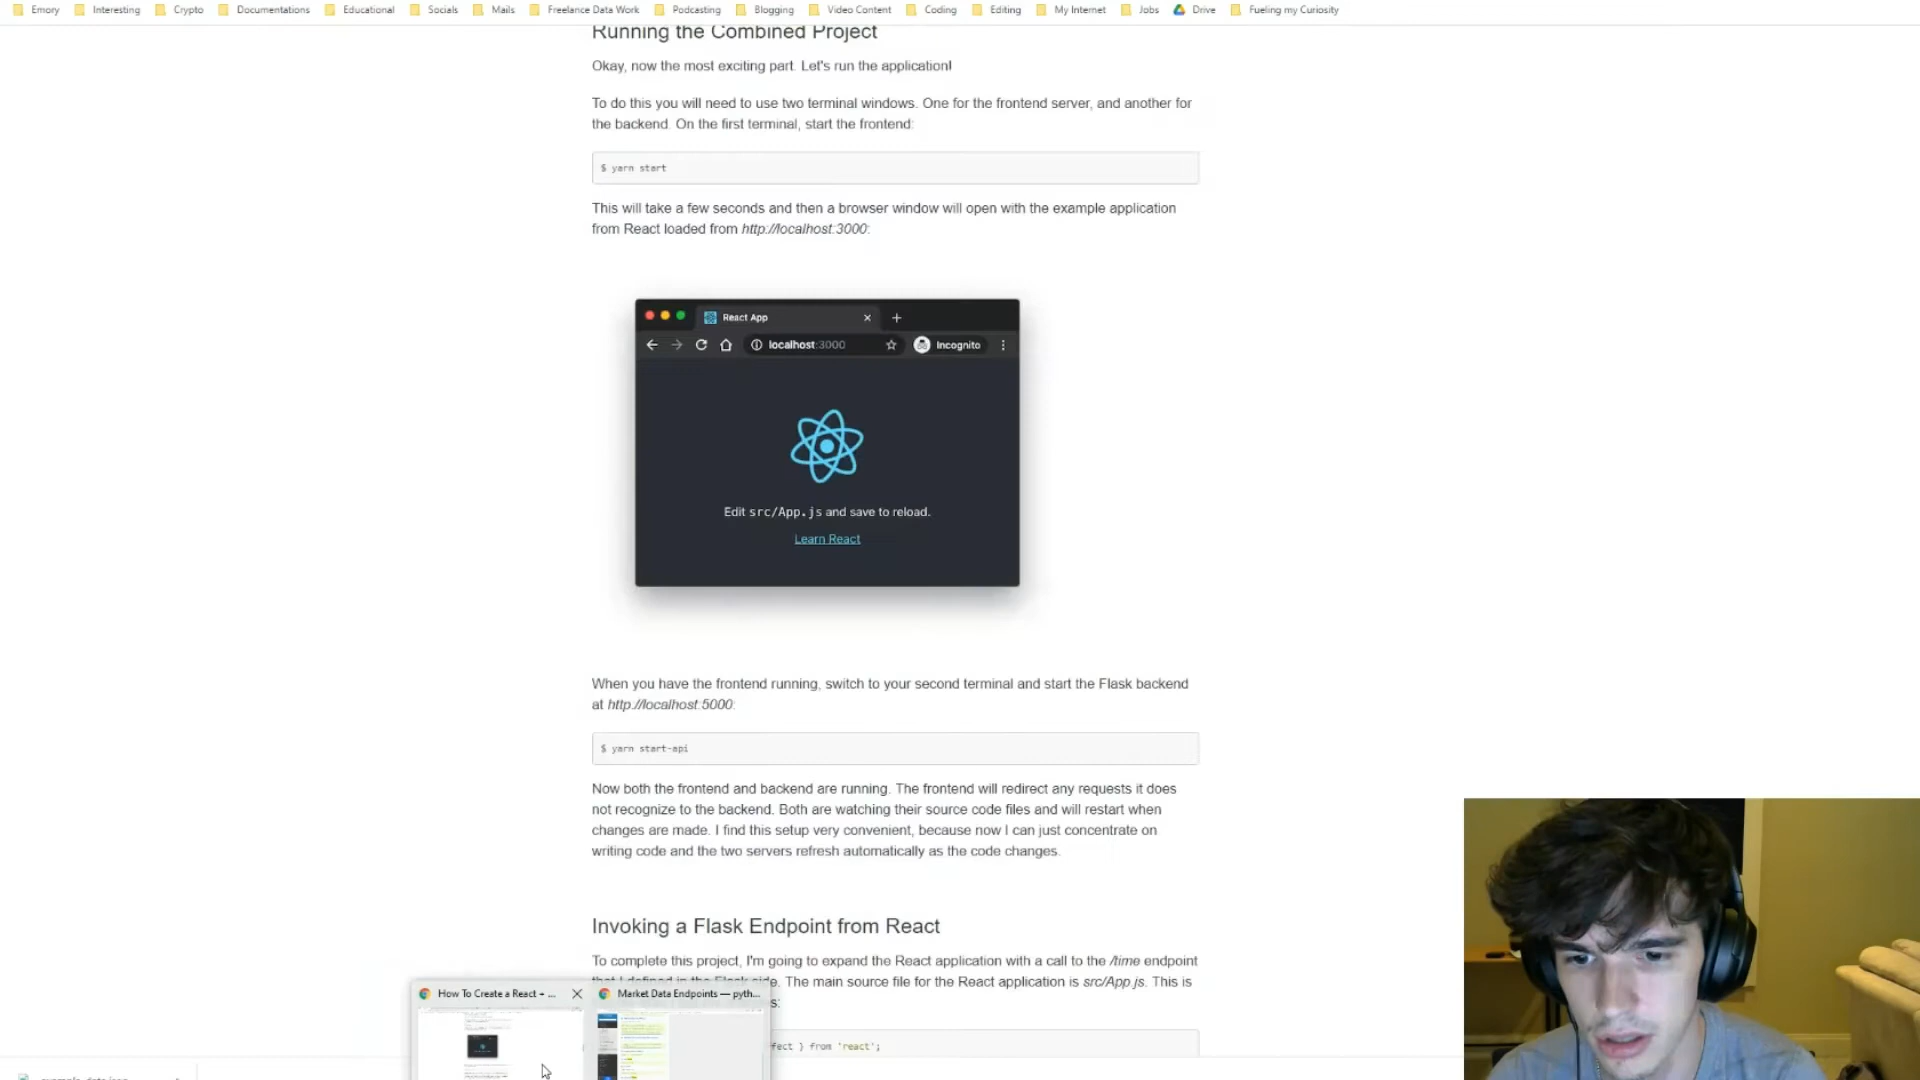 Emory Interesting Crypto Documentations Educational Socials Mails Freelance Data Work Podcasting Blogging Video Content Coding Editing My Internet Jobs Drive Fueling my Curiosity
Running the Combined Project
Okay, now the most exciting part. Let's run the application!
To do this you will need to use two terminal windows. One for the frontend server, and another for
the backend. On the first terminal, start the frontend:
$ yarn start
This will take a few seconds and then a browser window will open with the example application
from React loaded from http://localhost:3000:
React App
localhost:3000 Incognito
Edit src/App.js and save to reload.
Learn React
When you have the frontend running, switch to your second terminal and start the Flask backend
at http://localhost:5000:
$ yarn start-api
Now both the frontend and backend are running. The frontend will redirect any requests it does
not recognize to the backend. Both are watching their source code files and will restart when
changes are made. I find this setup very convenient, because now I can just concentrate on
writing code and the two servers refresh automatically as the code changes.
Invoking a Flask Endpoint from React
To complete this project, I'm going to expand the React application with a call to the /time endpoint
that I defined in the Flask side. The main source file for the React application is src/App.js. This is
How To Create a React + ... Market Data Endpoints — pyth...
fect } from 'react';